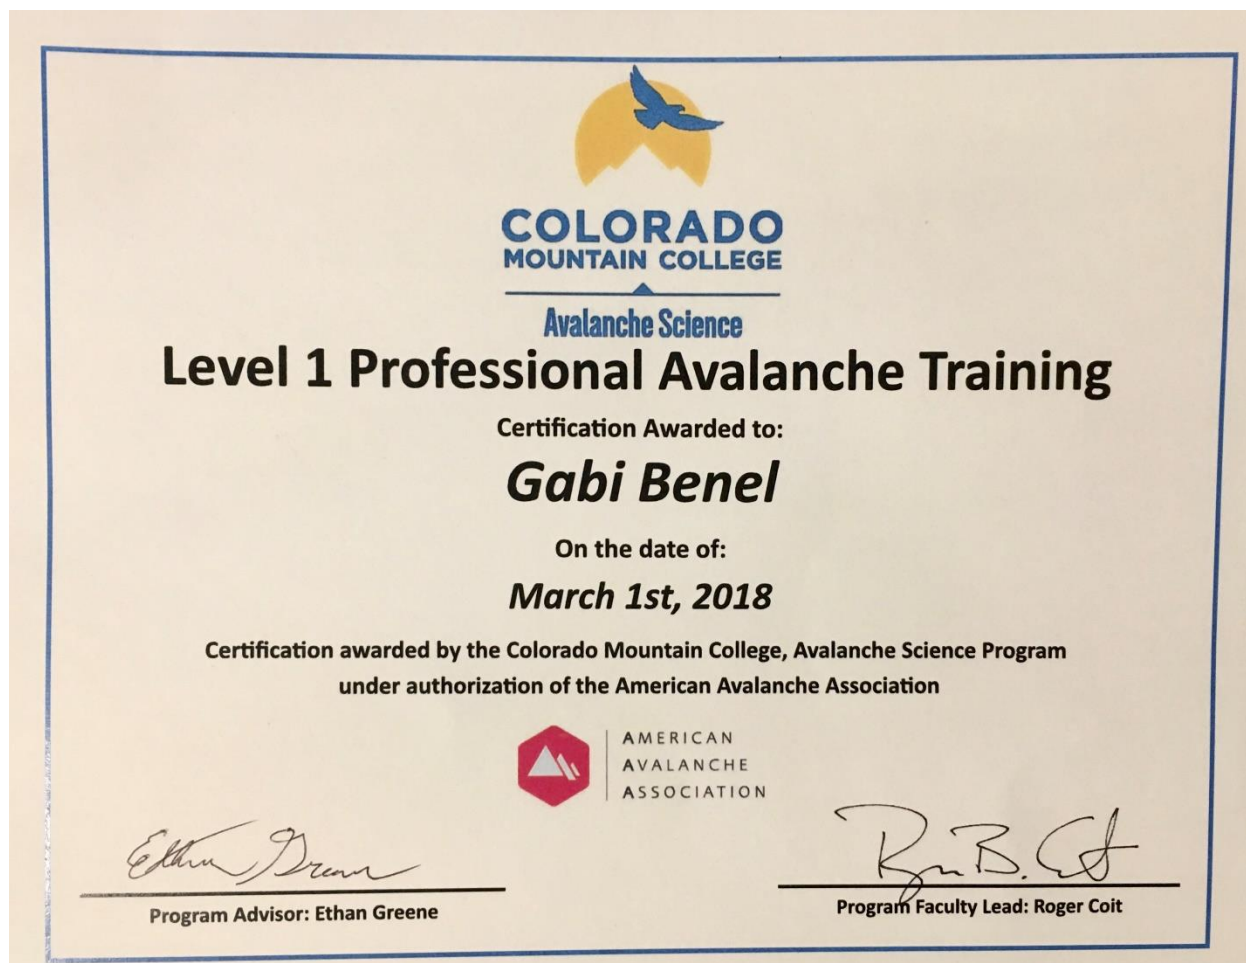 COLORADO
MOUNTAIN COLLEGE
Avalanche Science
Level 1 Professional Avalanche Training
Certification Awarded to:
Gabi Benel
On the date of:
March 1st, 2018
Certification awarded by the Colorado Mountain College, Avalanche Science Program
under authorization of the American Avalanche Association
AMERICAN
AVALANCHE
ASSOCIATION
Ethan Greene
Program Advisor: Ethan Greene
Program Faculty Lead: Roger Coit